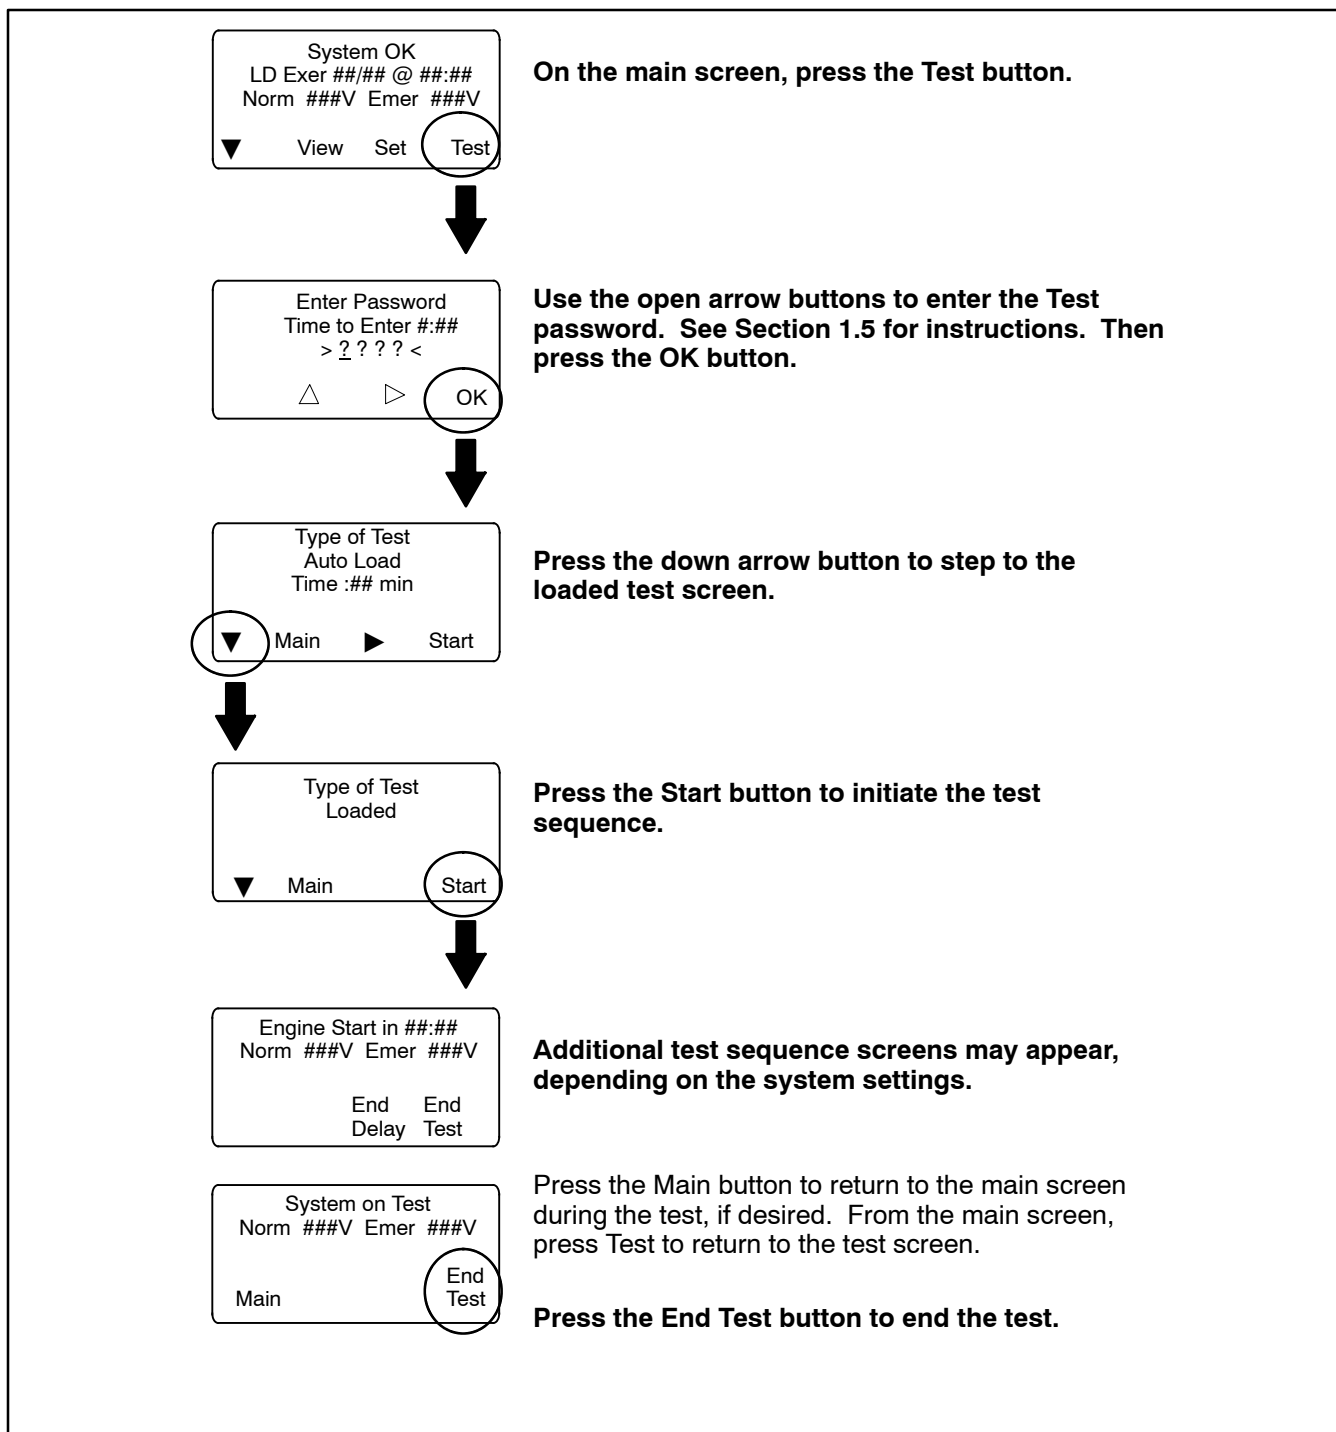 System OK
LD Exer ##/## @ ##:##
Norm ###V Emer ###V
▼ View Set Test
On the main screen, press the Test button.
Enter Password
Time to Enter #:##
> ? ? ? ? <
△ ▷ OK
Use the open arrow buttons to enter the Test
password. See Section 1.5 for instructions. Then
press the OK button.
Type of Test
Auto Load
Time :## min
▼ Main ▶ Start
Press the down arrow button to step to the
loaded test screen.
Type of Test
Loaded
▼ Main Start
Press the Start button to initiate the test
sequence.
Engine Start in ##:##
Norm ###V Emer ###V
End End
Delay Test
Additional test sequence screens may appear,
depending on the system settings.
System on Test
Norm ###V Emer ###V
End
Main Test
Press the Main button to return to the main screen
during the test, if desired. From the main screen,
press Test to return to the test screen.
Press the End Test button to end the test.